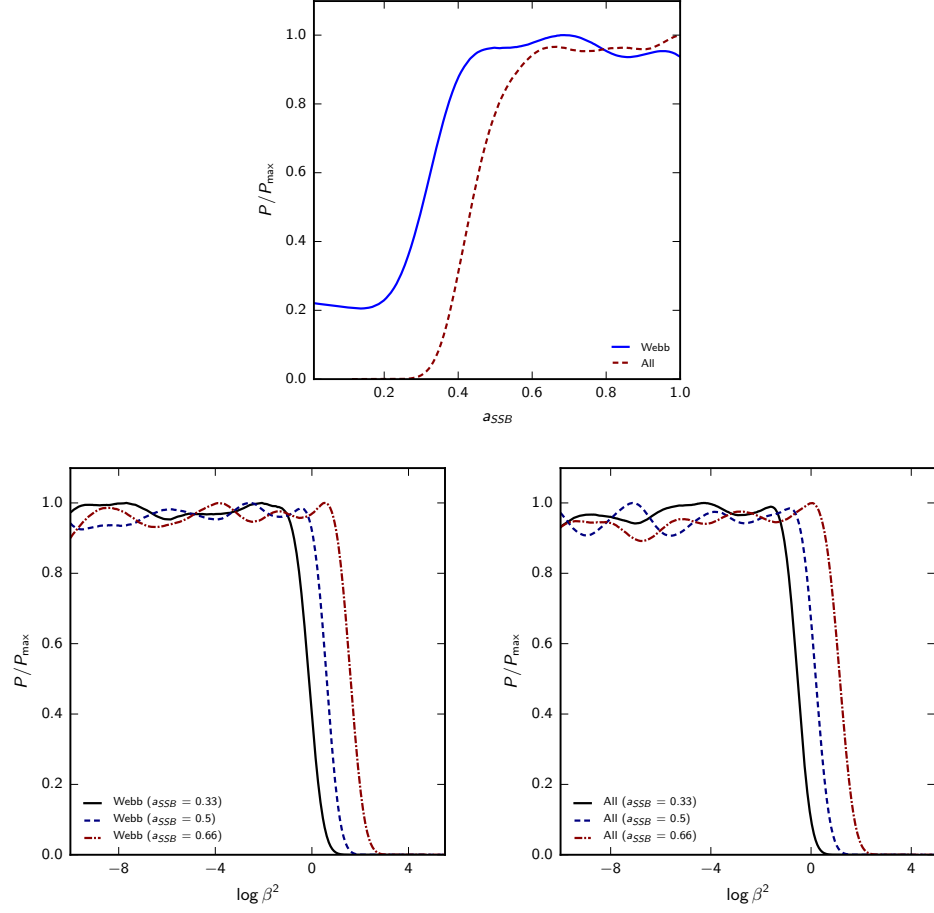 1.0
0.8
P/P_max
0.6
0.4
0.2
0.0
Webb
All
0.2 0.4 0.6 0.8 1.0
a_SSB
1.0
0.8
P/P_max
0.6
0.4
0.2
0.0
Webb (a_SSB = 0.33)
Webb (a_SSB = 0.5)
Webb (a_SSB = 0.66)
−8 −4 0 4
log β²
1.0
0.8
P/P_max
0.6
0.4
0.2
0.0
All (a_SSB = 0.33)
All (a_SSB = 0.5)
All (a_SSB = 0.66)
−8 −4 0 4
log β²